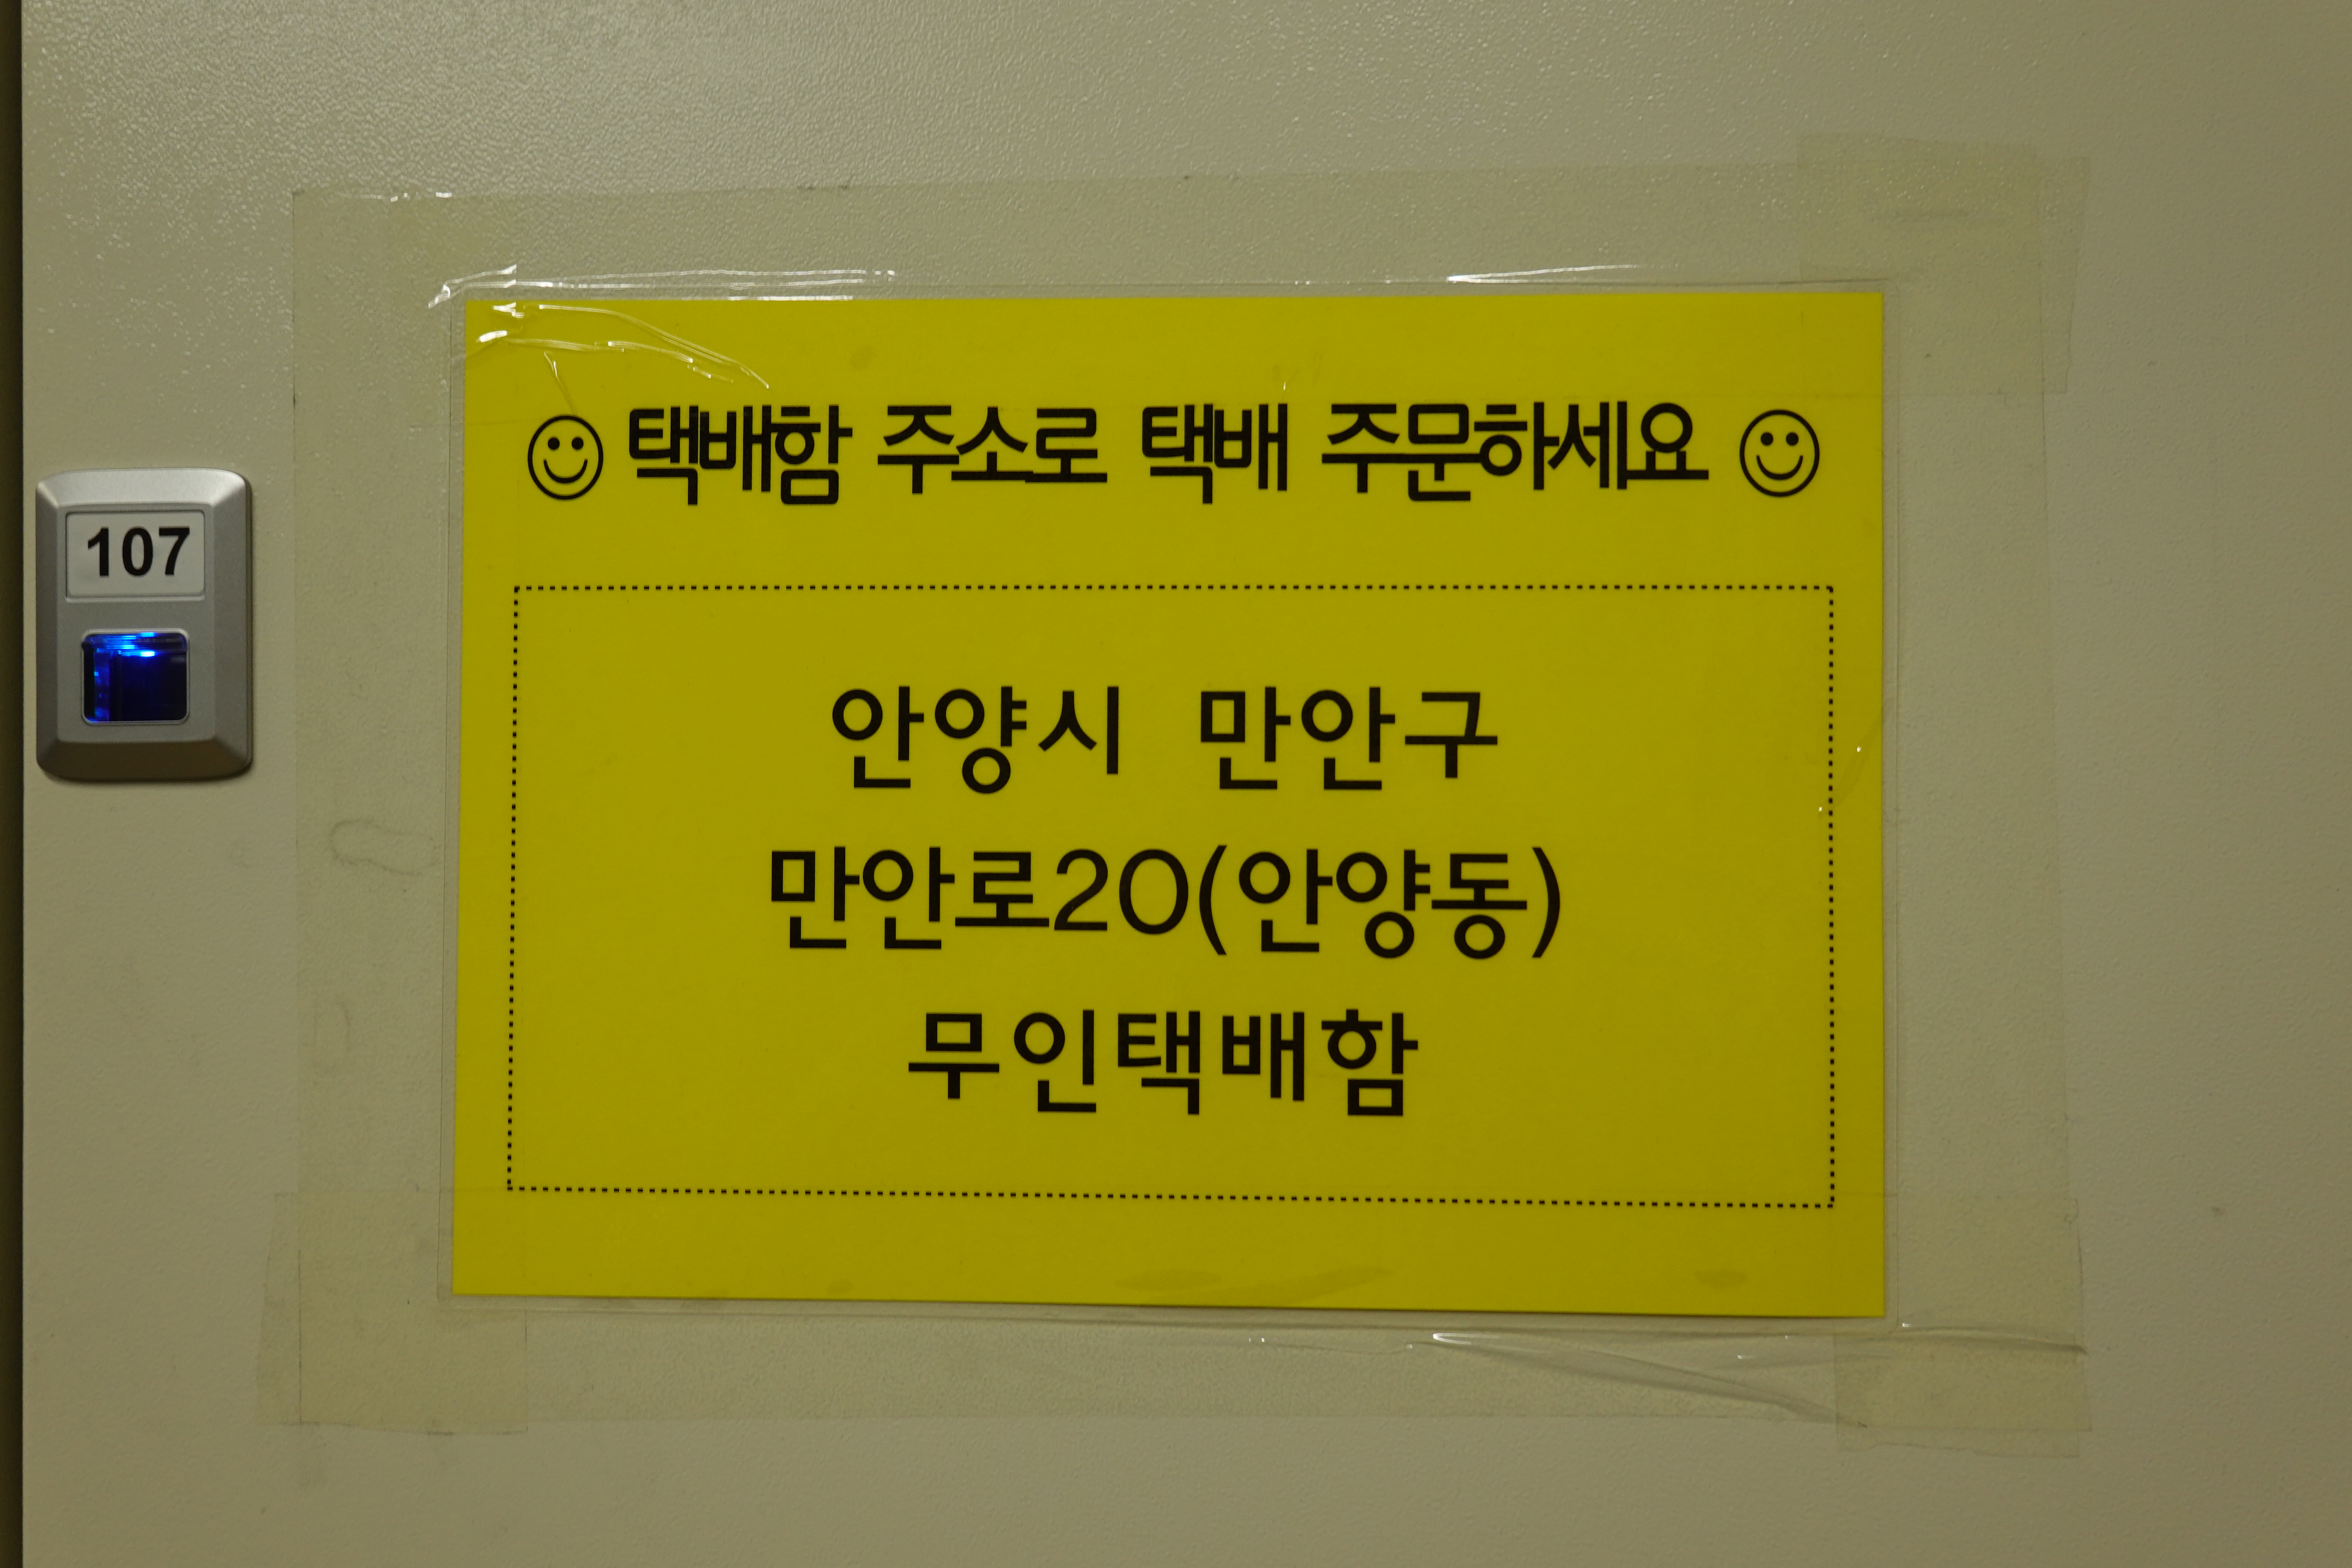 ☺택배함 주소로 택배 주문하세요☺
107
안양시 만안구
만안로20(안양동)
무인택배함